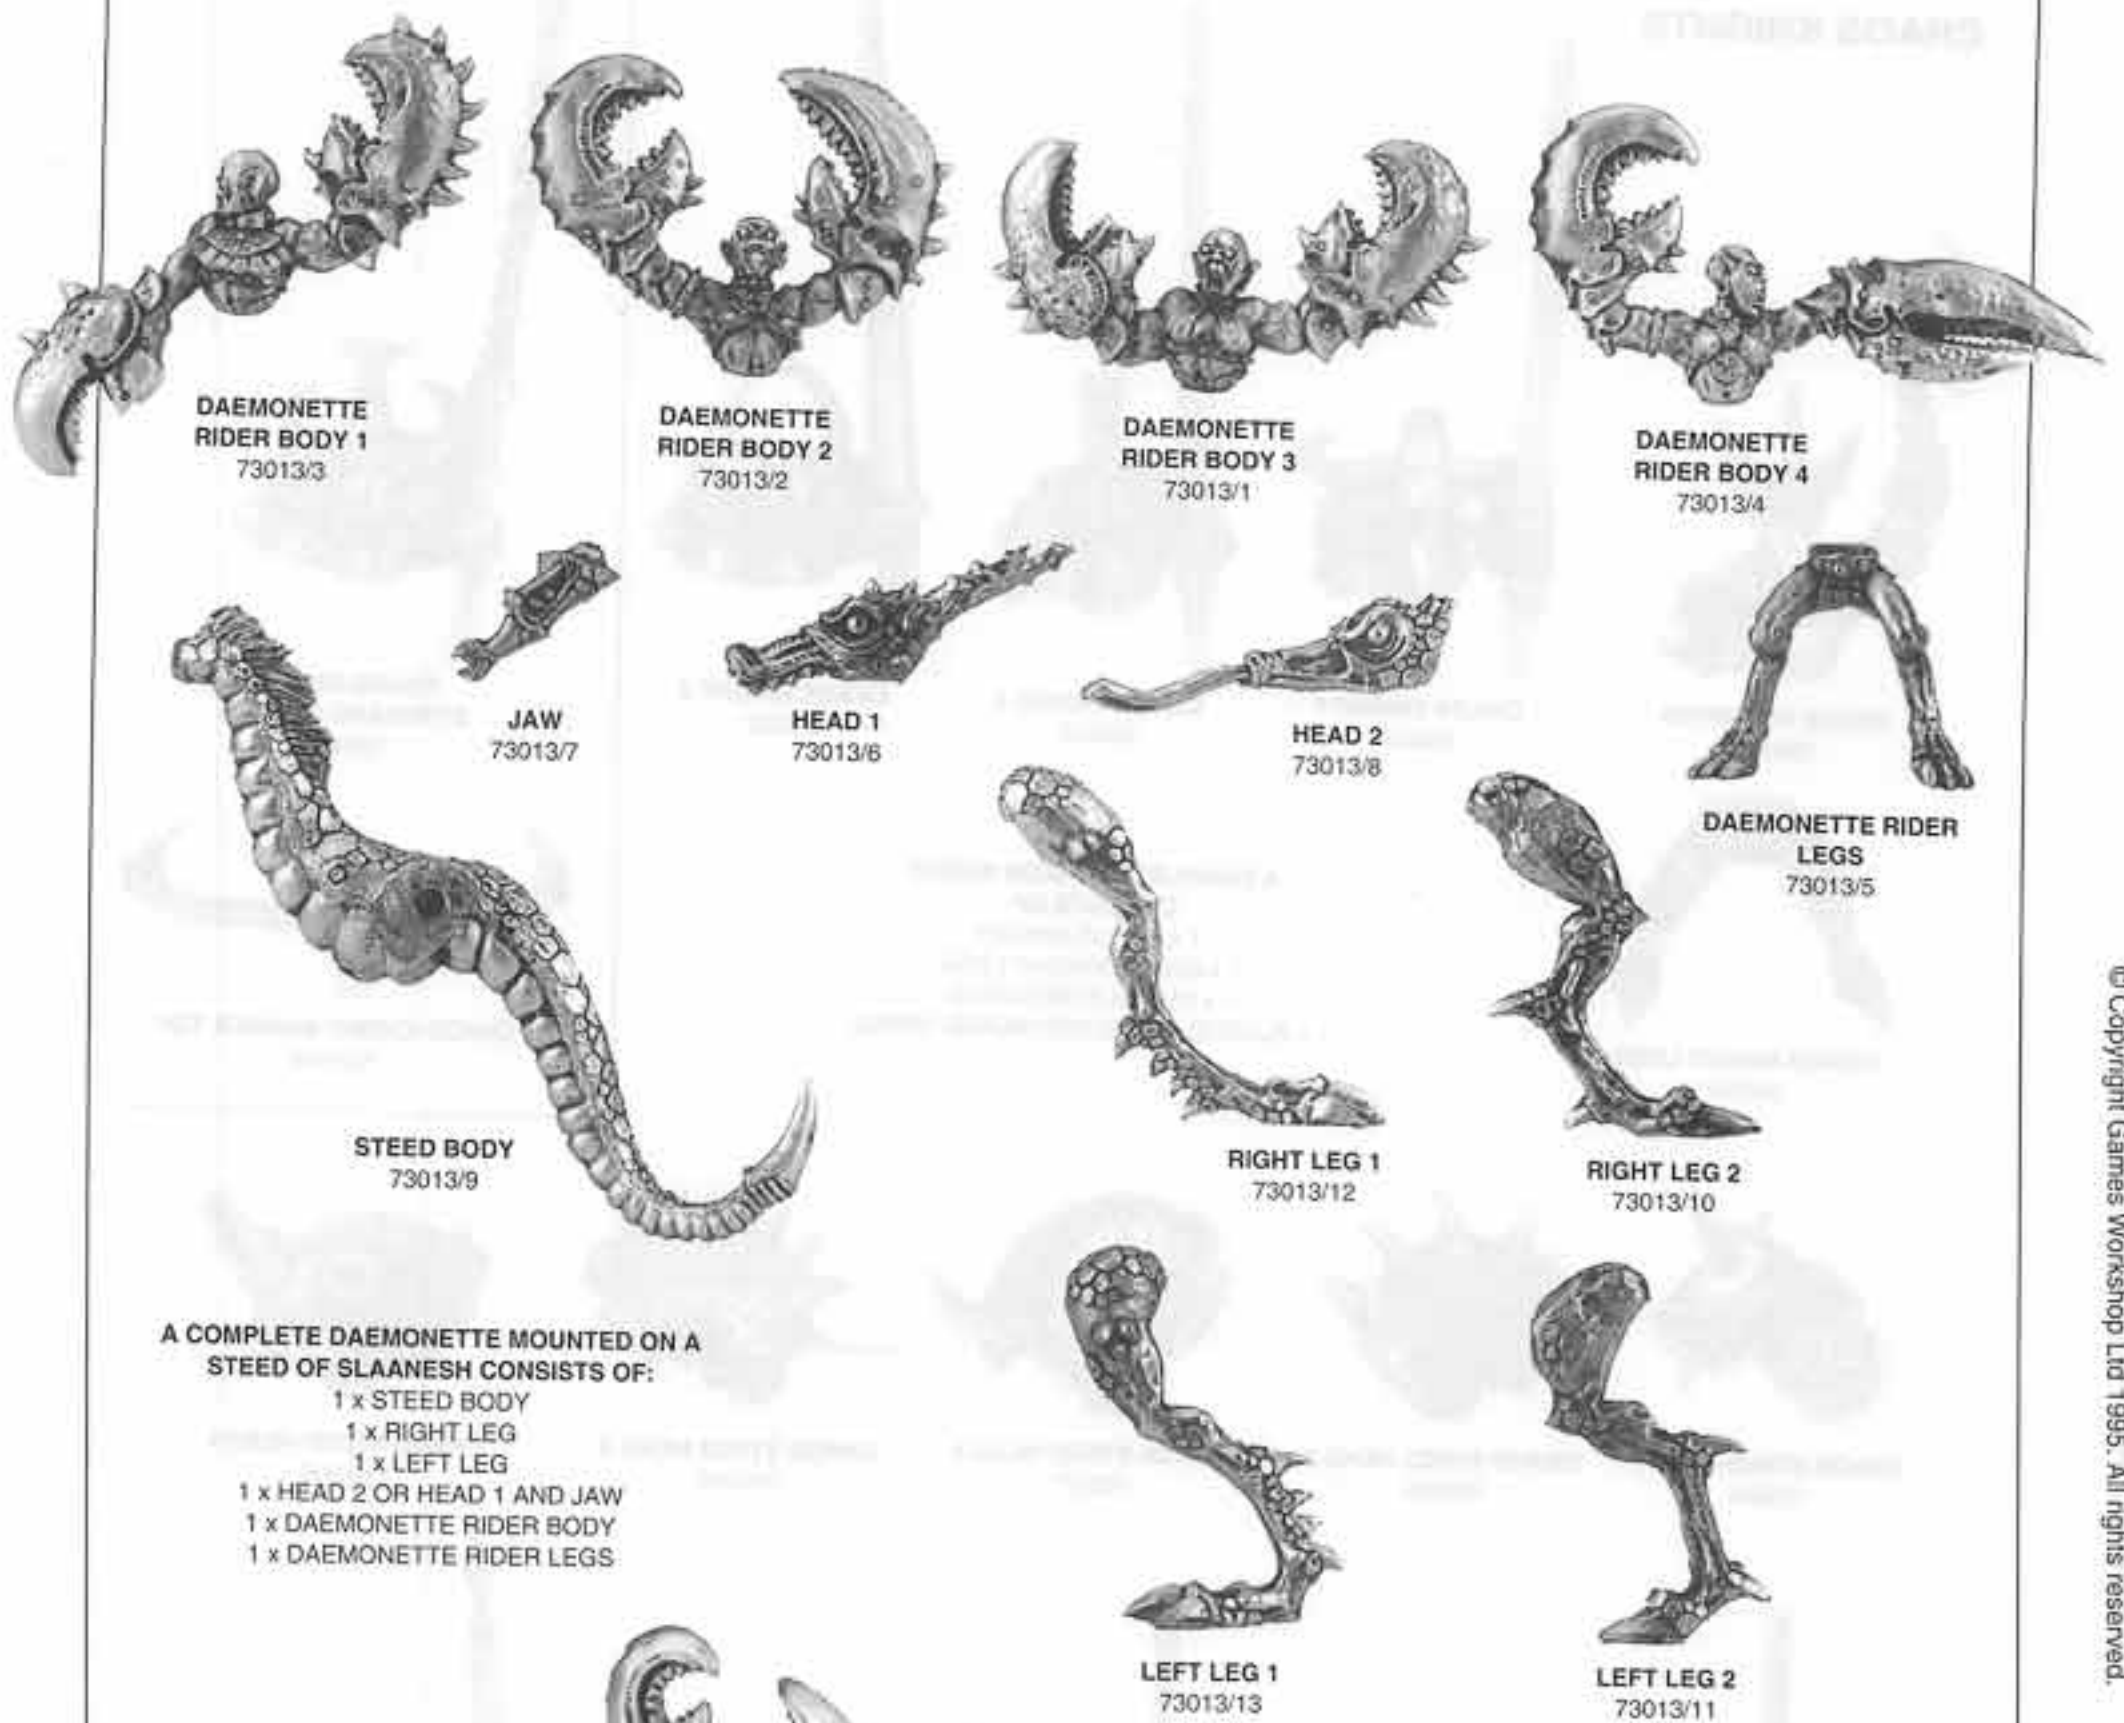 DAEMONETTE
RIDER BODY 1
73013/3
DAEMONETTE
RIDER BODY 2
73013/2
DAEMONETTE
RIDER BODY 3
73013/1
DAEMONETTE
RIDER BODY 4
73013/4
JAW
73013/7
HEAD 1
73013/6
HEAD 2
73013/8
DAEMONETTE RIDER
LEGS
73013/5
STEED BODY
73013/9
RIGHT LEG 1
73013/12
RIGHT LEG 2
73013/10
A COMPLETE DAEMONETTE MOUNTED ON A
STEED OF SLAANESH CONSISTS OF:
1 x STEED BODY
1 x RIGHT LEG
1 x LEFT LEG
1 x HEAD 2 OR HEAD 1 AND JAW
1 x DAEMONETTE RIDER BODY
1 x DAEMONETTE RIDER LEGS
LEFT LEG 1
73013/13
LEFT LEG 2
73013/11
© Copyright Games Workshop Ltd 1995. All rights reserved.